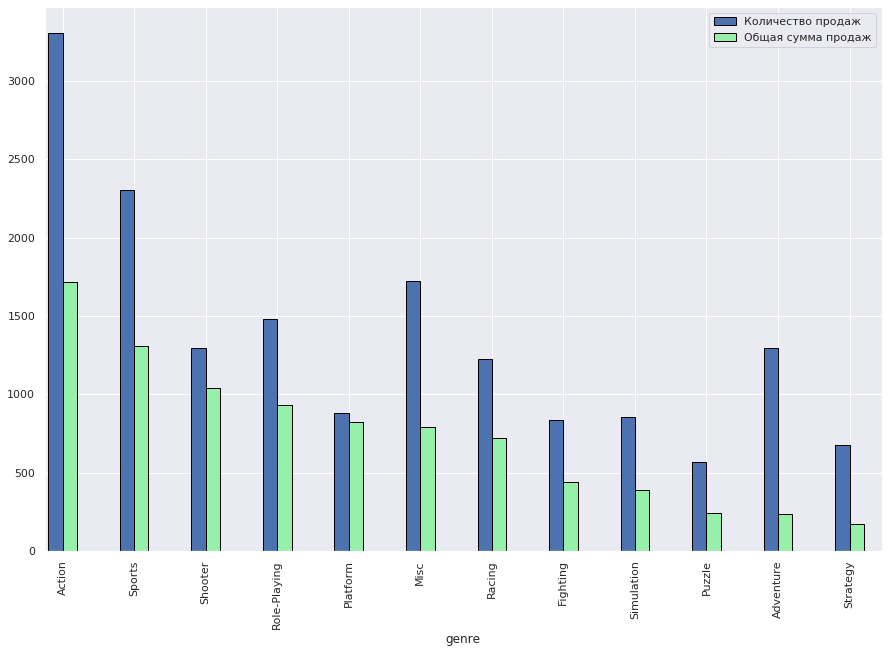 Количество продаж
Общая сумма продаж
3000
2500
2000
1500
1000
500
0
Action
Sports
Shooter
Role-Playing
Platform
Misc
Racing
Fighting
Simulation
Puzzle
Adventure
Strategy
genre